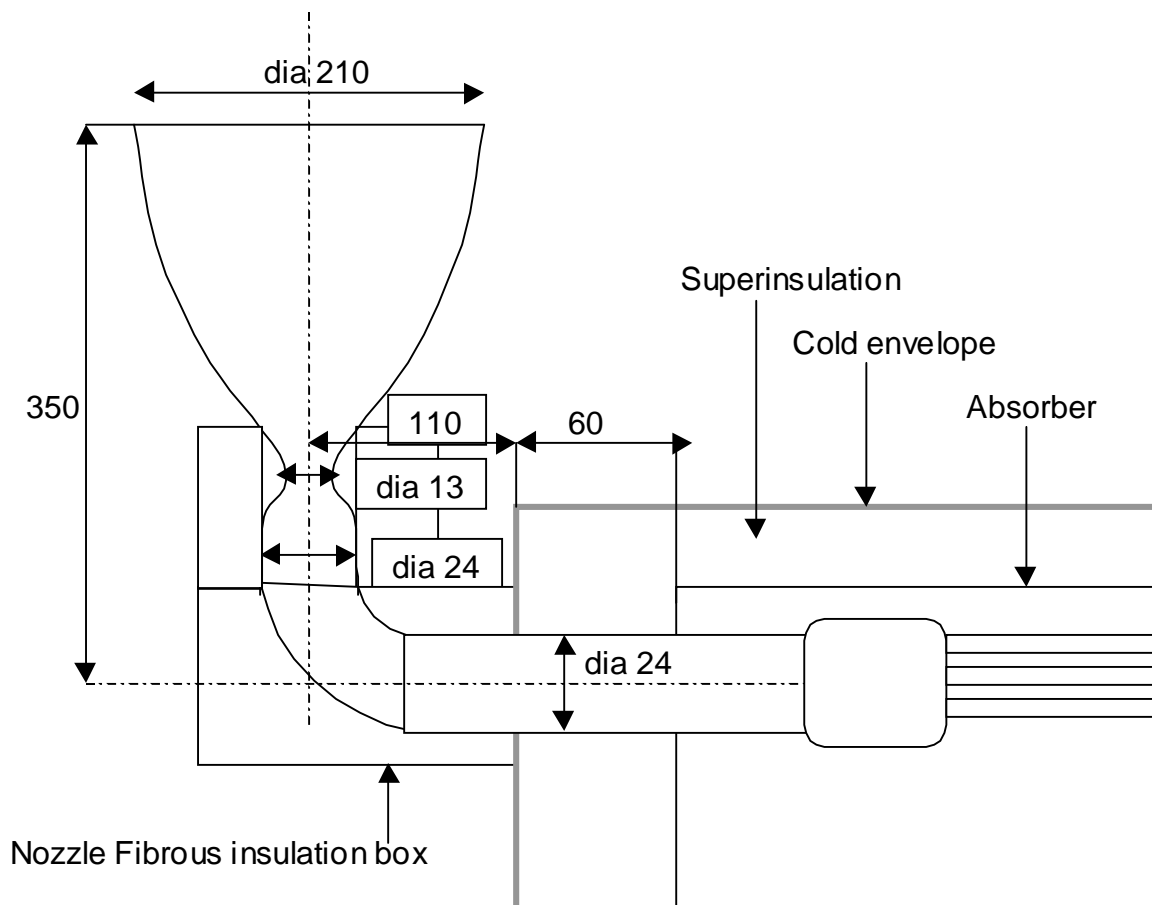 dia 210
Superinsulation
Cold envelope
Absorber
350
110
60
dia 13
dia 24
dia 24
Nozzle Fibrous insulation box